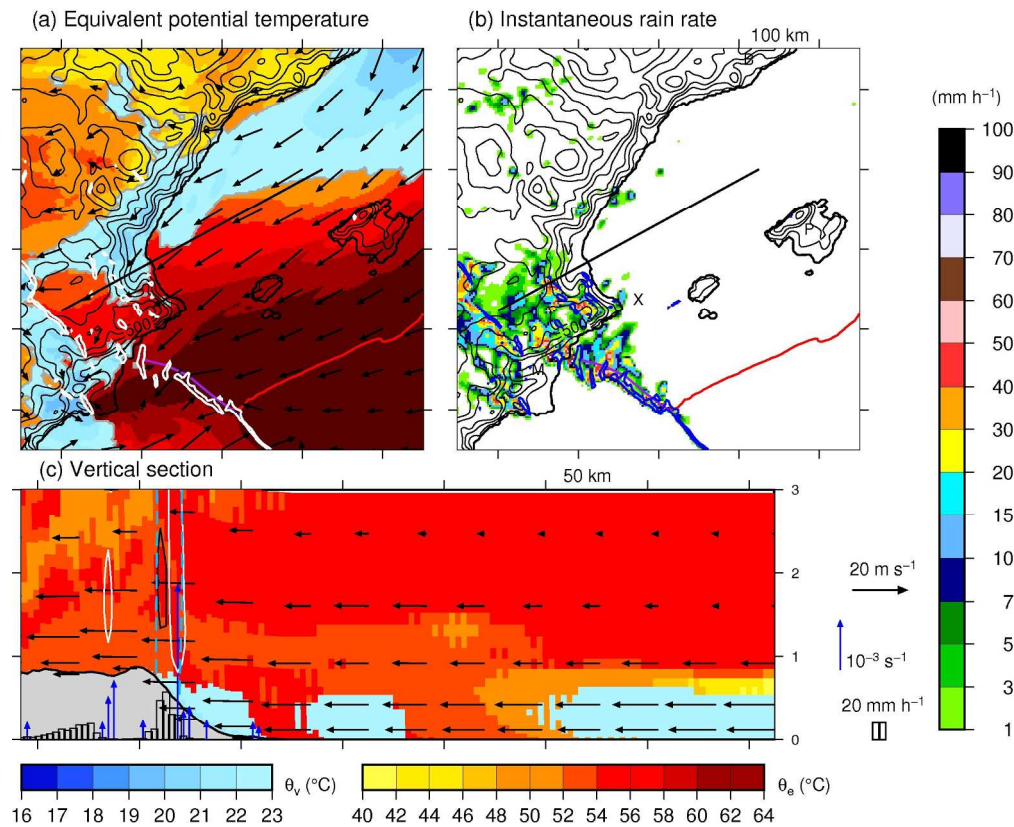 (a) Equivalent potential temperature
(b) Instantaneous rain rate
100 km
X
(mm h⁻¹)
100
90
80
70
60
50
40
30
20
15
10
7
5
3
1
(c) Vertical section
50 km
3
2
1
0
20 m s⁻¹
10⁻³ s⁻¹
20 mm h⁻¹
θv (°C)
16 17 18 19 20 21 22 23
θe (°C)
40 42 44 46 48 50 52 54 56 58 60 62 64